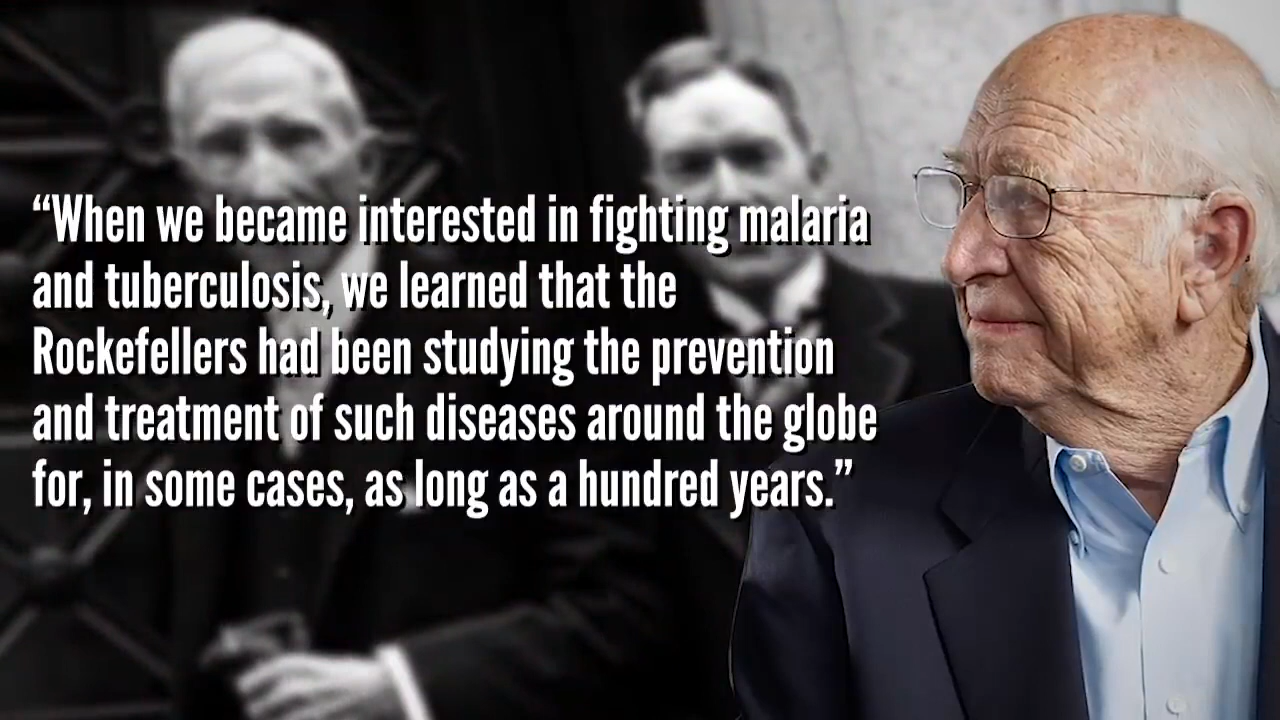 “When we became interested in fighting malaria
and tuberculosis, we learned that the
Rockefellers had been studying the prevention
and treatment of such diseases around the globe
for, in some cases, as long as a hundred years.”